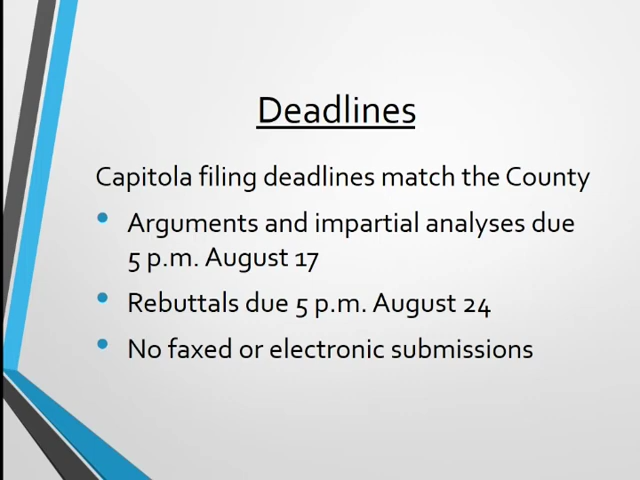 Deadlines
Capitola filing deadlines match the County
Arguments and impartial analyses due
5 p.m. August 17
Rebuttals due 5 p.m. August 24
No faxed or electronic submissions